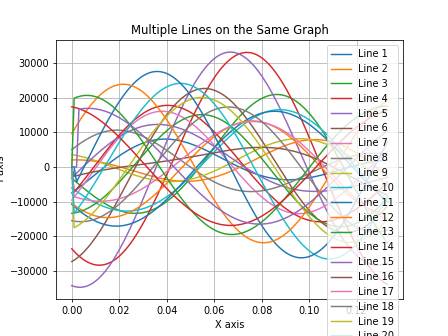 Multiple Lines on the Same Graph
30000
20000
10000
0
−10000
−20000
−30000
0.00
0.02
0.04
0.06
0.08
0.10
X axis
Line 1
Line 2
Line 3
Line 4
Line 5
Line 6
Line 7
Line 8
Line 9
Line 10
Line 11
Line 12
Line 13
Line 14
Line 15
Line 16
Line 17
Line 18
Line 19
Line 20